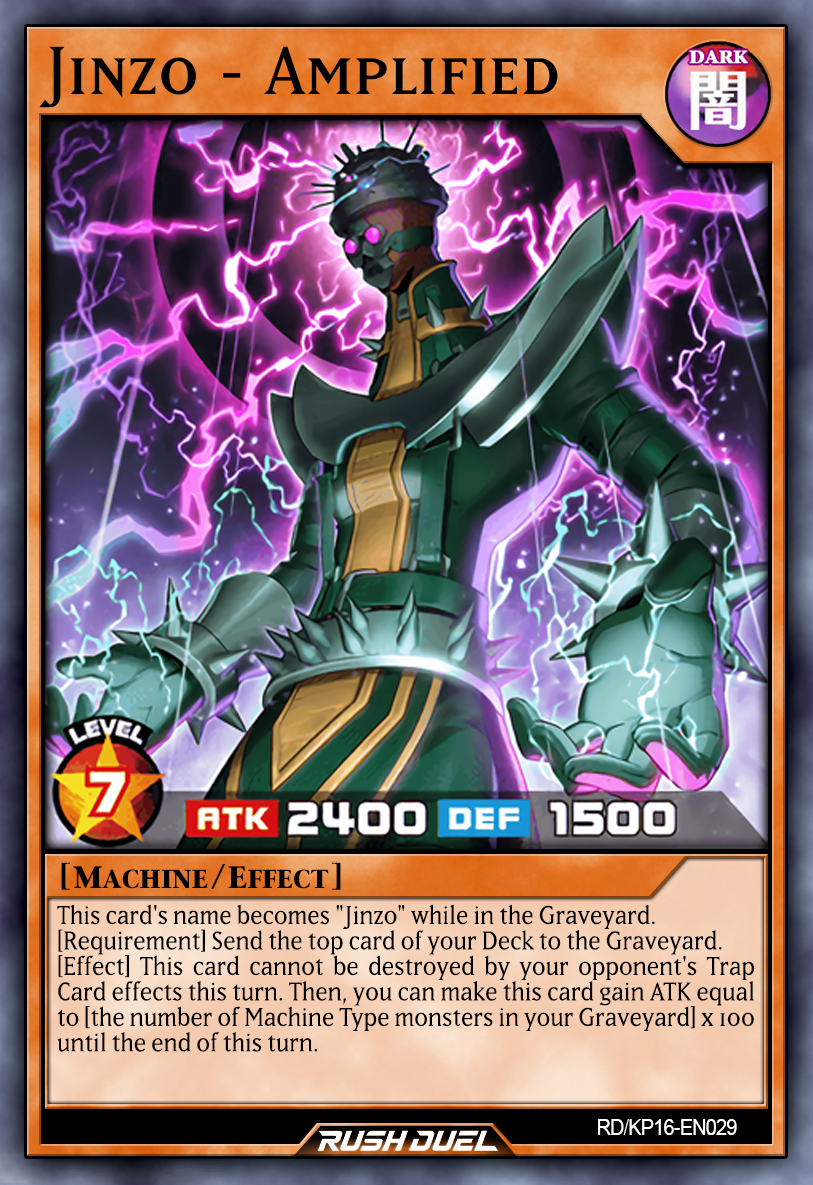 Jinzo - Amplified
DARK
闇
LEVEL
7
ATK 2400 DEF 1500
[Machine/Effect]
This card's name becomes "Jinzo" while in the Graveyard.
[Requirement] Send the top card of your Deck to the Graveyard.
[Effect] This card cannot be destroyed by your opponent's Trap
Card effects this turn. Then, you can make this card gain ATK equal
to [the number of Machine Type monsters in your Graveyard] x 100
until the end of this turn.
RD/KP16-EN029
RUSH DUEL